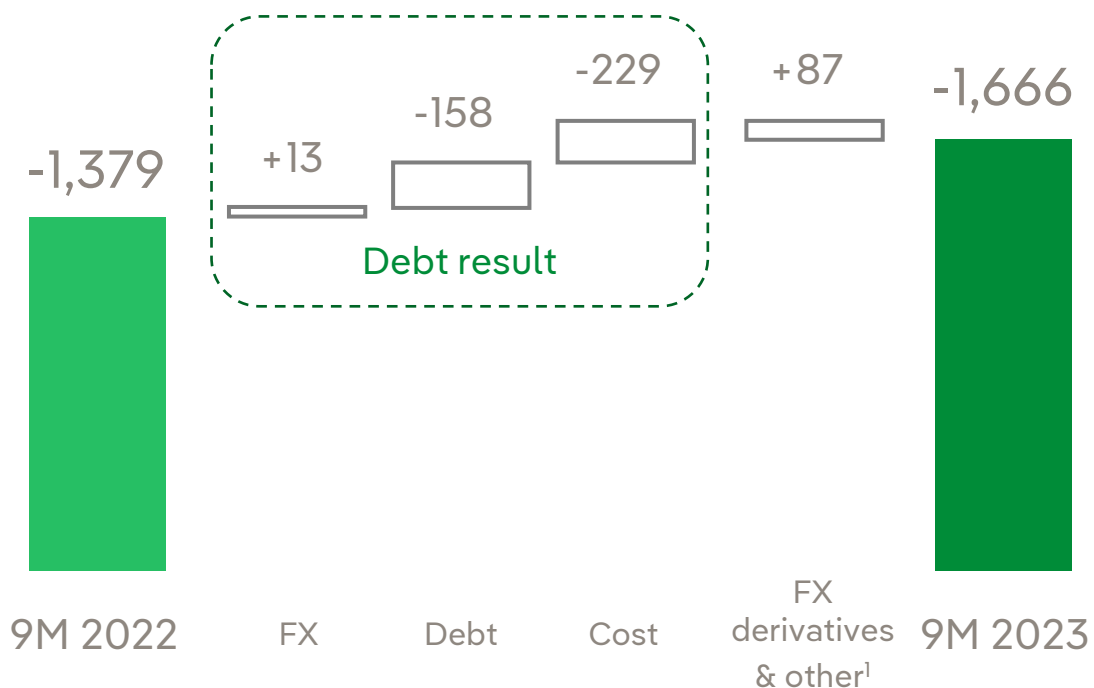 -1,379
+13
-158
-229
+87
-1,666
Debt result
9M 2022
FX
Debt
Cost
FX
derivatives
& other¹
9M 2023